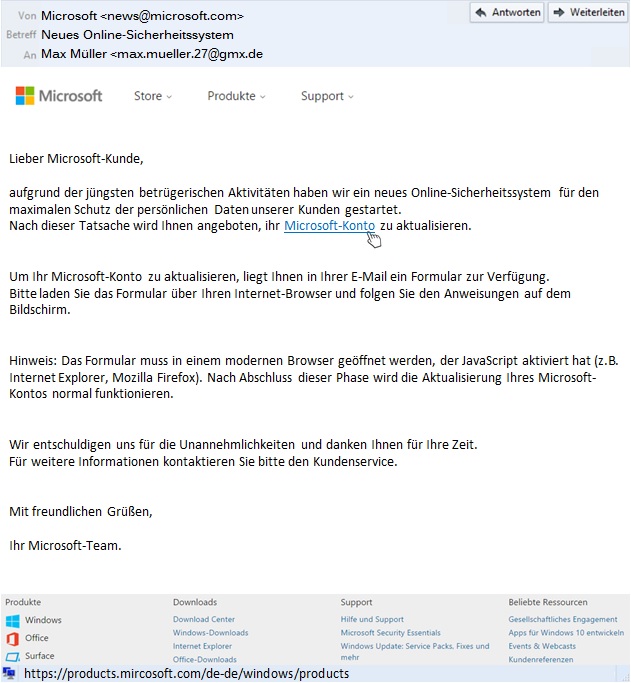 Von Microsoft <news@microsoft.com> Antworten Weiterleiten
Betreff Neues Online-Sicherheitssystem
An Max Müller <max.mueller.27@gmx.de
Microsoft Store Produkte Support
Lieber Microsoft-Kunde,
aufgrund der jüngsten betrügerischen Aktivitäten haben wir ein neues Online-Sicherheitssystem für den
maximalen Schutz der persönlichen Daten unserer Kunden gestartet.
Nach dieser Tatsache wird Ihnen angeboten, ihr Microsoft-Konto zu aktualisieren.
Um Ihr Microsoft-Konto zu aktualisieren, liegt Ihnen in Ihrer E-Mail ein Formular zur Verfügung.
Bitte laden Sie das Formular über Ihren Internet-Browser und folgen Sie den Anweisungen auf dem
Bildschirm.
Hinweis: Das Formular muss in einem modernen Browser geöffnet werden, der JavaScript aktiviert hat (z.B.
Internet Explorer, Mozilla Firefox). Nach Abschluss dieser Phase wird die Aktualisierung Ihres Microsoft-
Kontos normal funktionieren.
Wir entschuldigen uns für die Unannehmlichkeiten und danken Ihnen für Ihre Zeit.
Für weitere Informationen kontaktieren Sie bitte den Kundenservice.
Mit freundlichen Grüßen,
Ihr Microsoft-Team.
Produkte
Windows
Office
Surface
Downloads
Download Center
Windows-Downloads
Internet Explorer
Office-Downloads
Support
Hilfe und Support
Microsoft Security Essentials
Windows Update: Service Packs, Fixes und
mehr
Beliebte Ressourcen
Gesellschaftliches Engagement
Apps für Windows 10 entwickeln
Events & Webcasts
Kundenreferenzen
https://products.mircosoft.com/de-de/windows/products